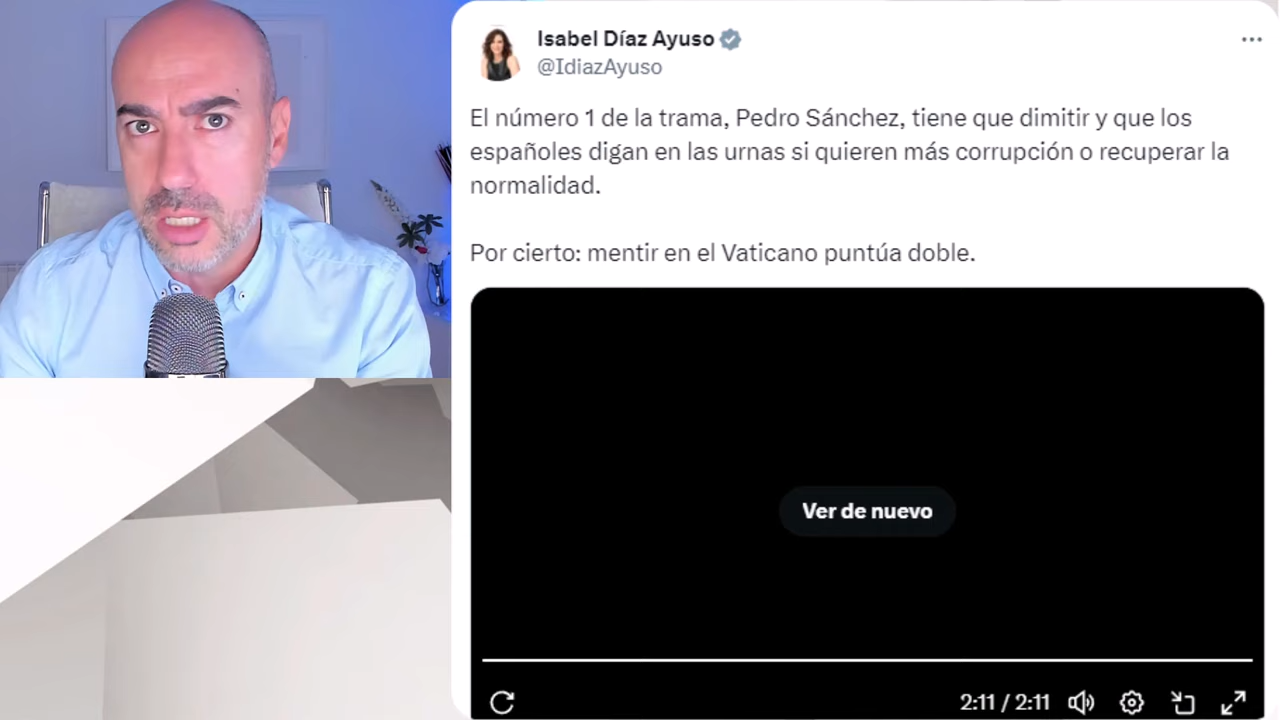 Isabel Díaz Ayuso
@IdiazAyuso
El número 1 de la trama, Pedro Sánchez, tiene que dimitir y que los
españoles digan en las urnas si quieren más corrupción o recuperar la
normalidad.
Por cierto: mentir en el Vaticano puntúa doble.
Ver de nuevo
2:11 / 2:11